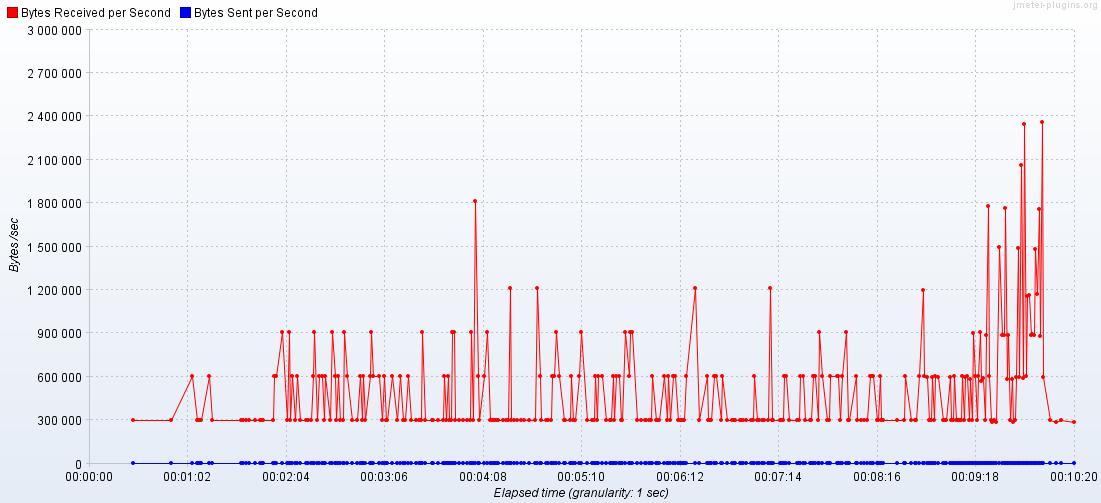 Bytes Received per Second Bytes Sent per Second
jmeter-plugins.org
3 000 000
2 700 000
2 400 000
2 100 000
1 800 000
1 500 000
1 200 000
900 000
600 000
300 000
0
Bytes /sec
00:00:00 00:01:02 00:02:04 00:03:06 00:04:08 00:05:10 00:06:12 00:07:14 00:08:16 00:09:18 00:10:20
Elapsed time (granularity: 1 sec)